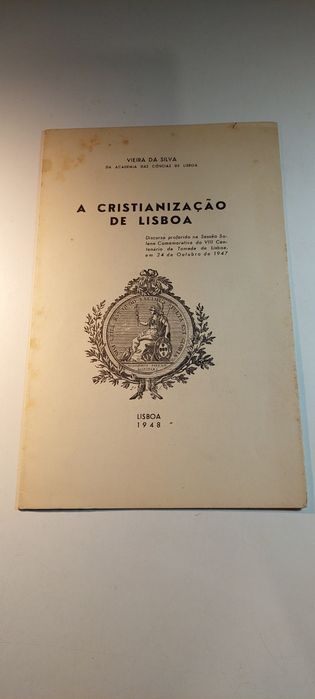 VIEIRA DA SILVA
DA ACADEMIA DAS CIÊNCIAS DE LISBOA
A CRISTIANIZAÇÃO
DE LISBOA
Discurso proferido na Sessão So-
lene Comemorativa do VIII Cen-
tenário da Tomada de Lisboa,
em 24 de Outubro de 1947
LISBOA
1948